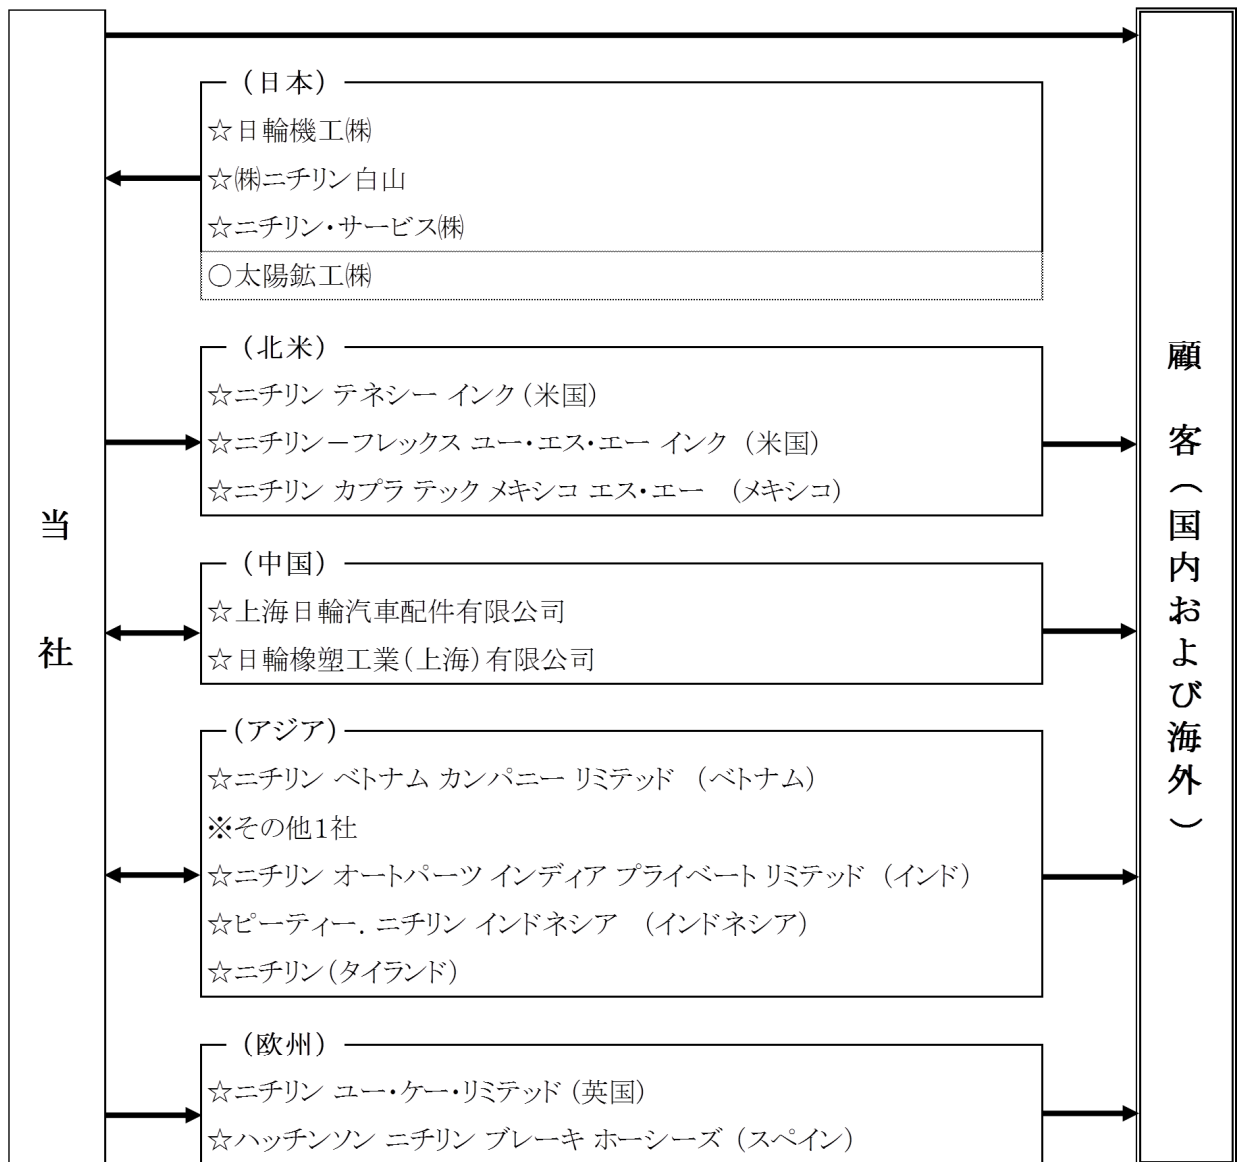 当社
（日本）
☆日輪機工㈱
☆㈱ニチリン白山
☆ニチリン・サービス㈱
○太陽鉱工㈱
（北米）
☆ニチリン テネシー インク（米国）
☆ニチリン－フレックス ユー・エス・エー インク （米国）
☆ニチリン カプラ テック メキシコ エス・エー （メキシコ）
（中国）
☆上海日輪汽車配件有限公司
☆日輪橡塑工業（上海）有限公司
（アジア）
☆ニチリン ベトナム カンパニー リミテッド （ベトナム）
※その他1社
☆ニチリン オートパーツ インディア プライベート リミテッド （インド）
☆ピーティー．ニチリン インドネシア （インドネシア）
☆ニチリン（タイランド）
（欧州）
☆ニチリン ユー・ケー・リミテッド（英国）
☆ハッチンソン ニチリン ブレーキ ホーシーズ （スペイン）
顧客（国内および海外）